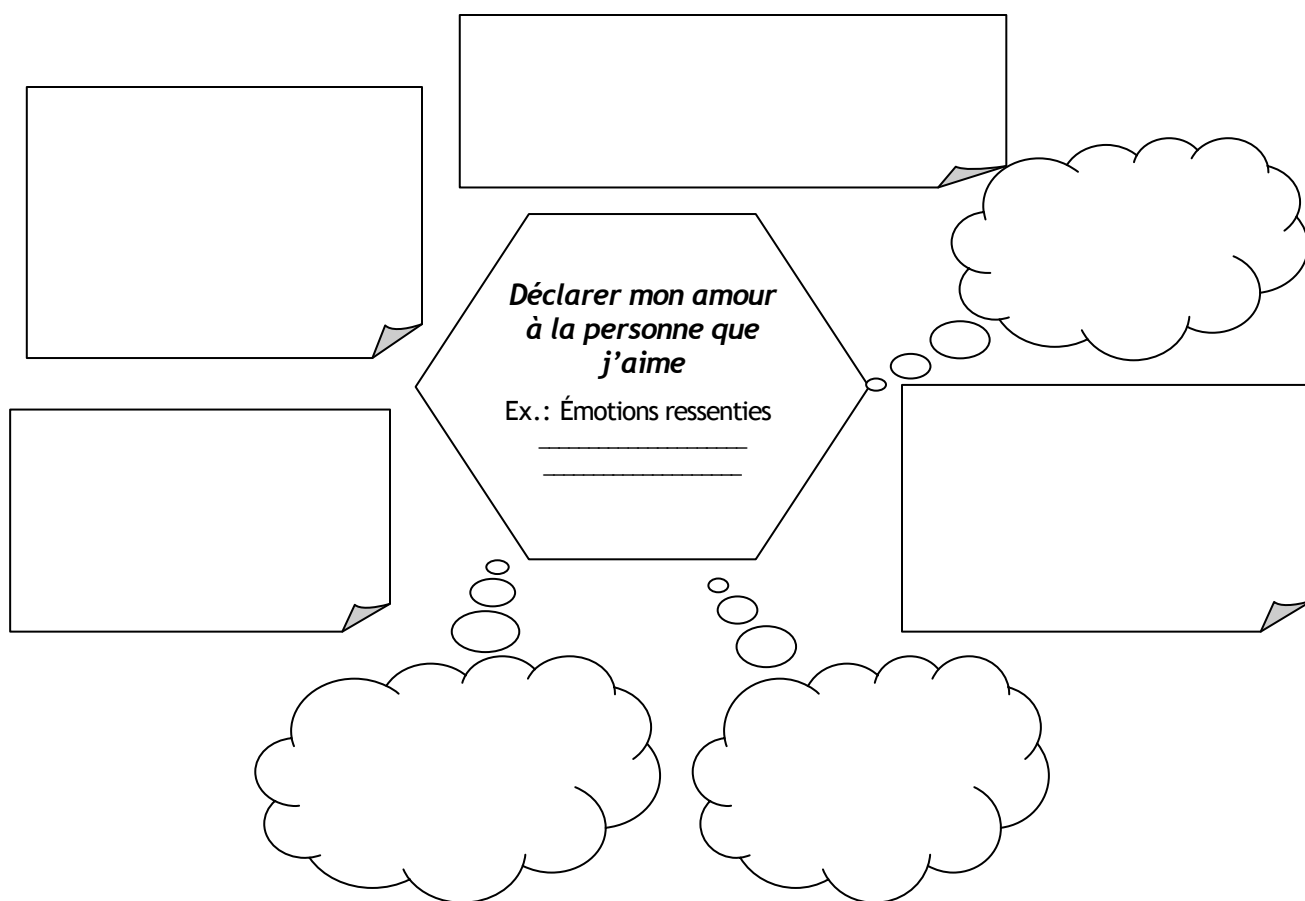 Déclarer mon amour
à la personne que
j’aime
Ex.: Émotions ressenties